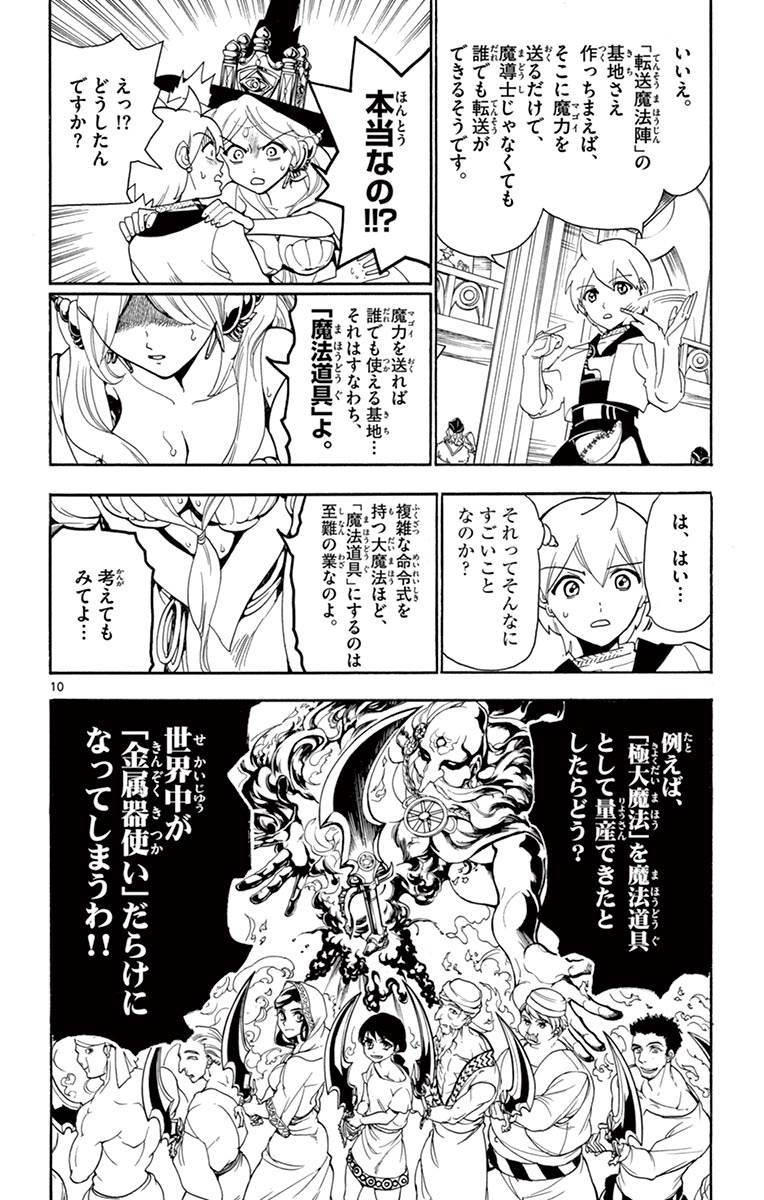 いいえ。
「転送魔法陣」の
基地さえ
作っちまえば、
そこに魔力を
送るだけで、
魔導士じゃなくても
誰でも転送が
できるそうです。
本当なの!!?
えっ!?
どうしたん
ですか?
魔力を送れば
誰でも使える基地…
それはすなわち、
「魔法道具」よ。
は、はい…
それってそんなに
すごいこと
なのか?
複雑な命令式を
持つ大魔法ほど、
「魔法道具」にするのは
至難の業なのよ。
考えても
みてよ…
10
例えば、
「極大魔法」を魔法道具
として量産できたと
したらどう?
世界中が
「金属器使い」だらけに
なってしまうわ!!